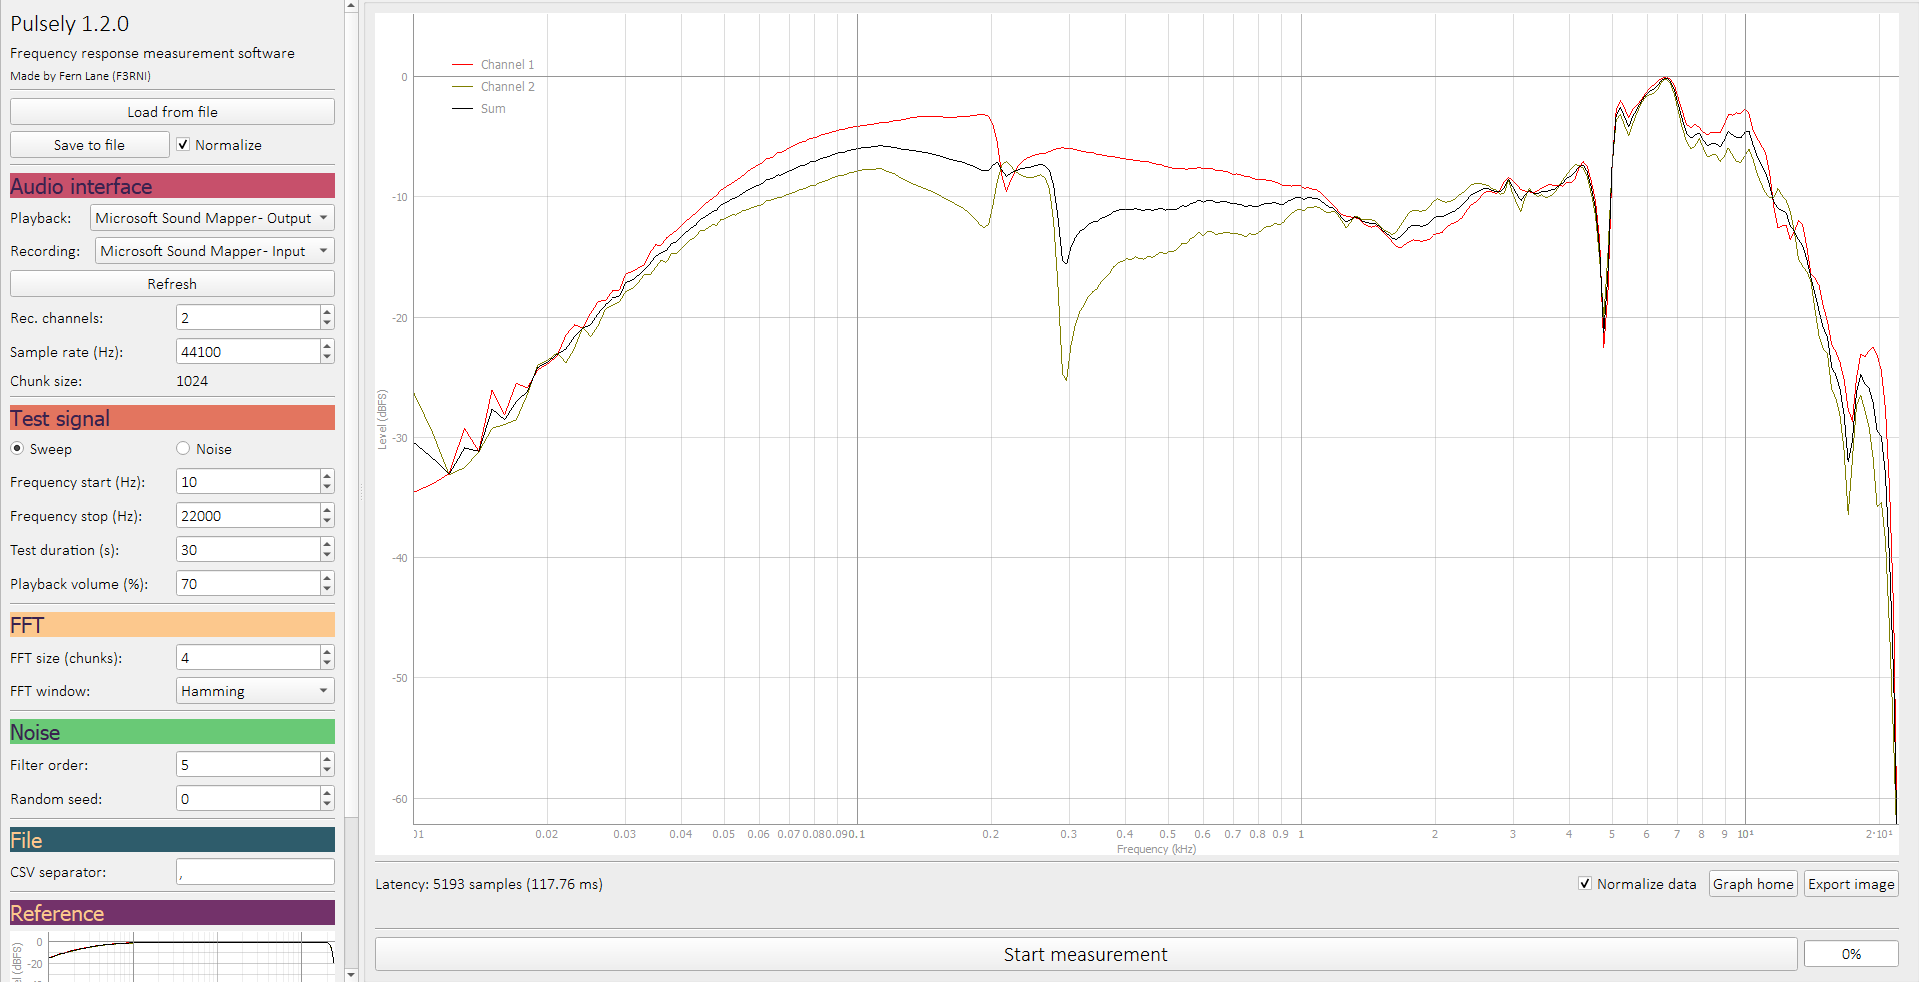 Pulsely 1.2.0
Frequency response measurement software
Made by Fern Lane (F3RNI)
Load from file
Save to file
Normalize
Audio interface
Playback: Microsoft Sound Mapper - Output
Recording: Microsoft Sound Mapper - Input
Refresh
Rec. channels: 2
Sample rate (Hz): 44100
Chunk size: 1024
Test signal
Sweep Noise
Frequency start (Hz): 10
Frequency stop (Hz): 22000
Test duration (s): 30
Playback volume (%): 70
FFT
FFT size (chunks): 4
FFT window: Hamming
Noise
Filter order: 5
Random seed: 0
File
CSV separator: ,
Reference
0
-20
Channel 1
Channel 2
Sum
0
-10
-20
-30
-40
-50
-60
Level (dBFS)
01 0.02 0.03 0.04 0.05 0.06 0.07 0.08 0.09 0.1 0.2 0.3 0.4 0.5 0.6 0.7 0.8 0.9 1 2 3 4 5 6 7 8 9 10¹ 2·10¹
Frequency (kHz)
Latency: 5193 samples (117.76 ms)
Normalize data
Graph home
Export image
Start measurement
0%